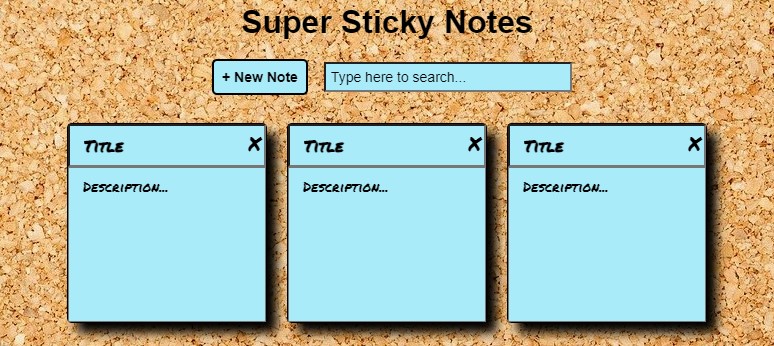 Super Sticky Notes
+ New Note Type here to search...
Title X Title X Title X
Description... Description... Description...